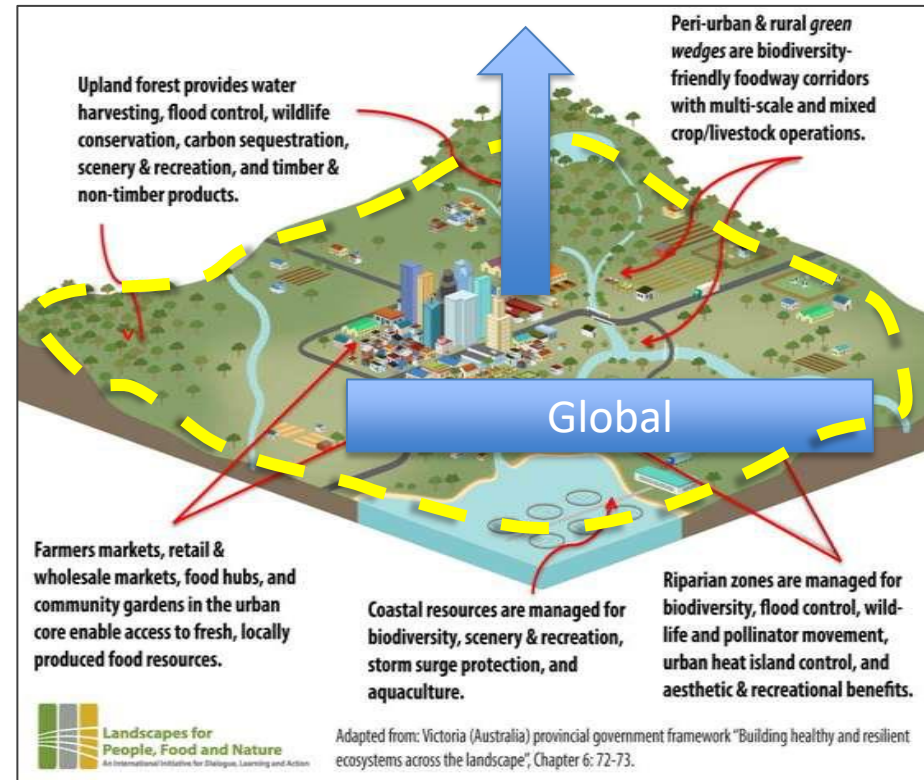 Peri-urban & rural green
wedges are biodiversity-
friendly foodway corridors
with multi-scale and mixed
crop/livestock operations.
Upland forest provides water
harvesting, flood control, wildlife
conservation, carbon sequestration,
scenery & recreation, and timber &
non-timber products.
Global
Farmers markets, retail &
wholesale markets, food hubs, and
community gardens in the urban
core enable access to fresh, locally
produced food resources.
Coastal resources are managed for
biodiversity, scenery & recreation,
storm surge protection, and
aquaculture.
Riparian zones are managed for
biodiversity, flood control, wild-
life and pollinator movement,
urban heat island control, and
aesthetic & recreational benefits.
Landscapes for
People, Food and Nature
An International Initiative for Dialogue, Learning and Action
Adapted from: Victoria (Australia) provincial government framework "Building healthy and resilient
ecosystems across the landscape", Chapter 6: 72-73.